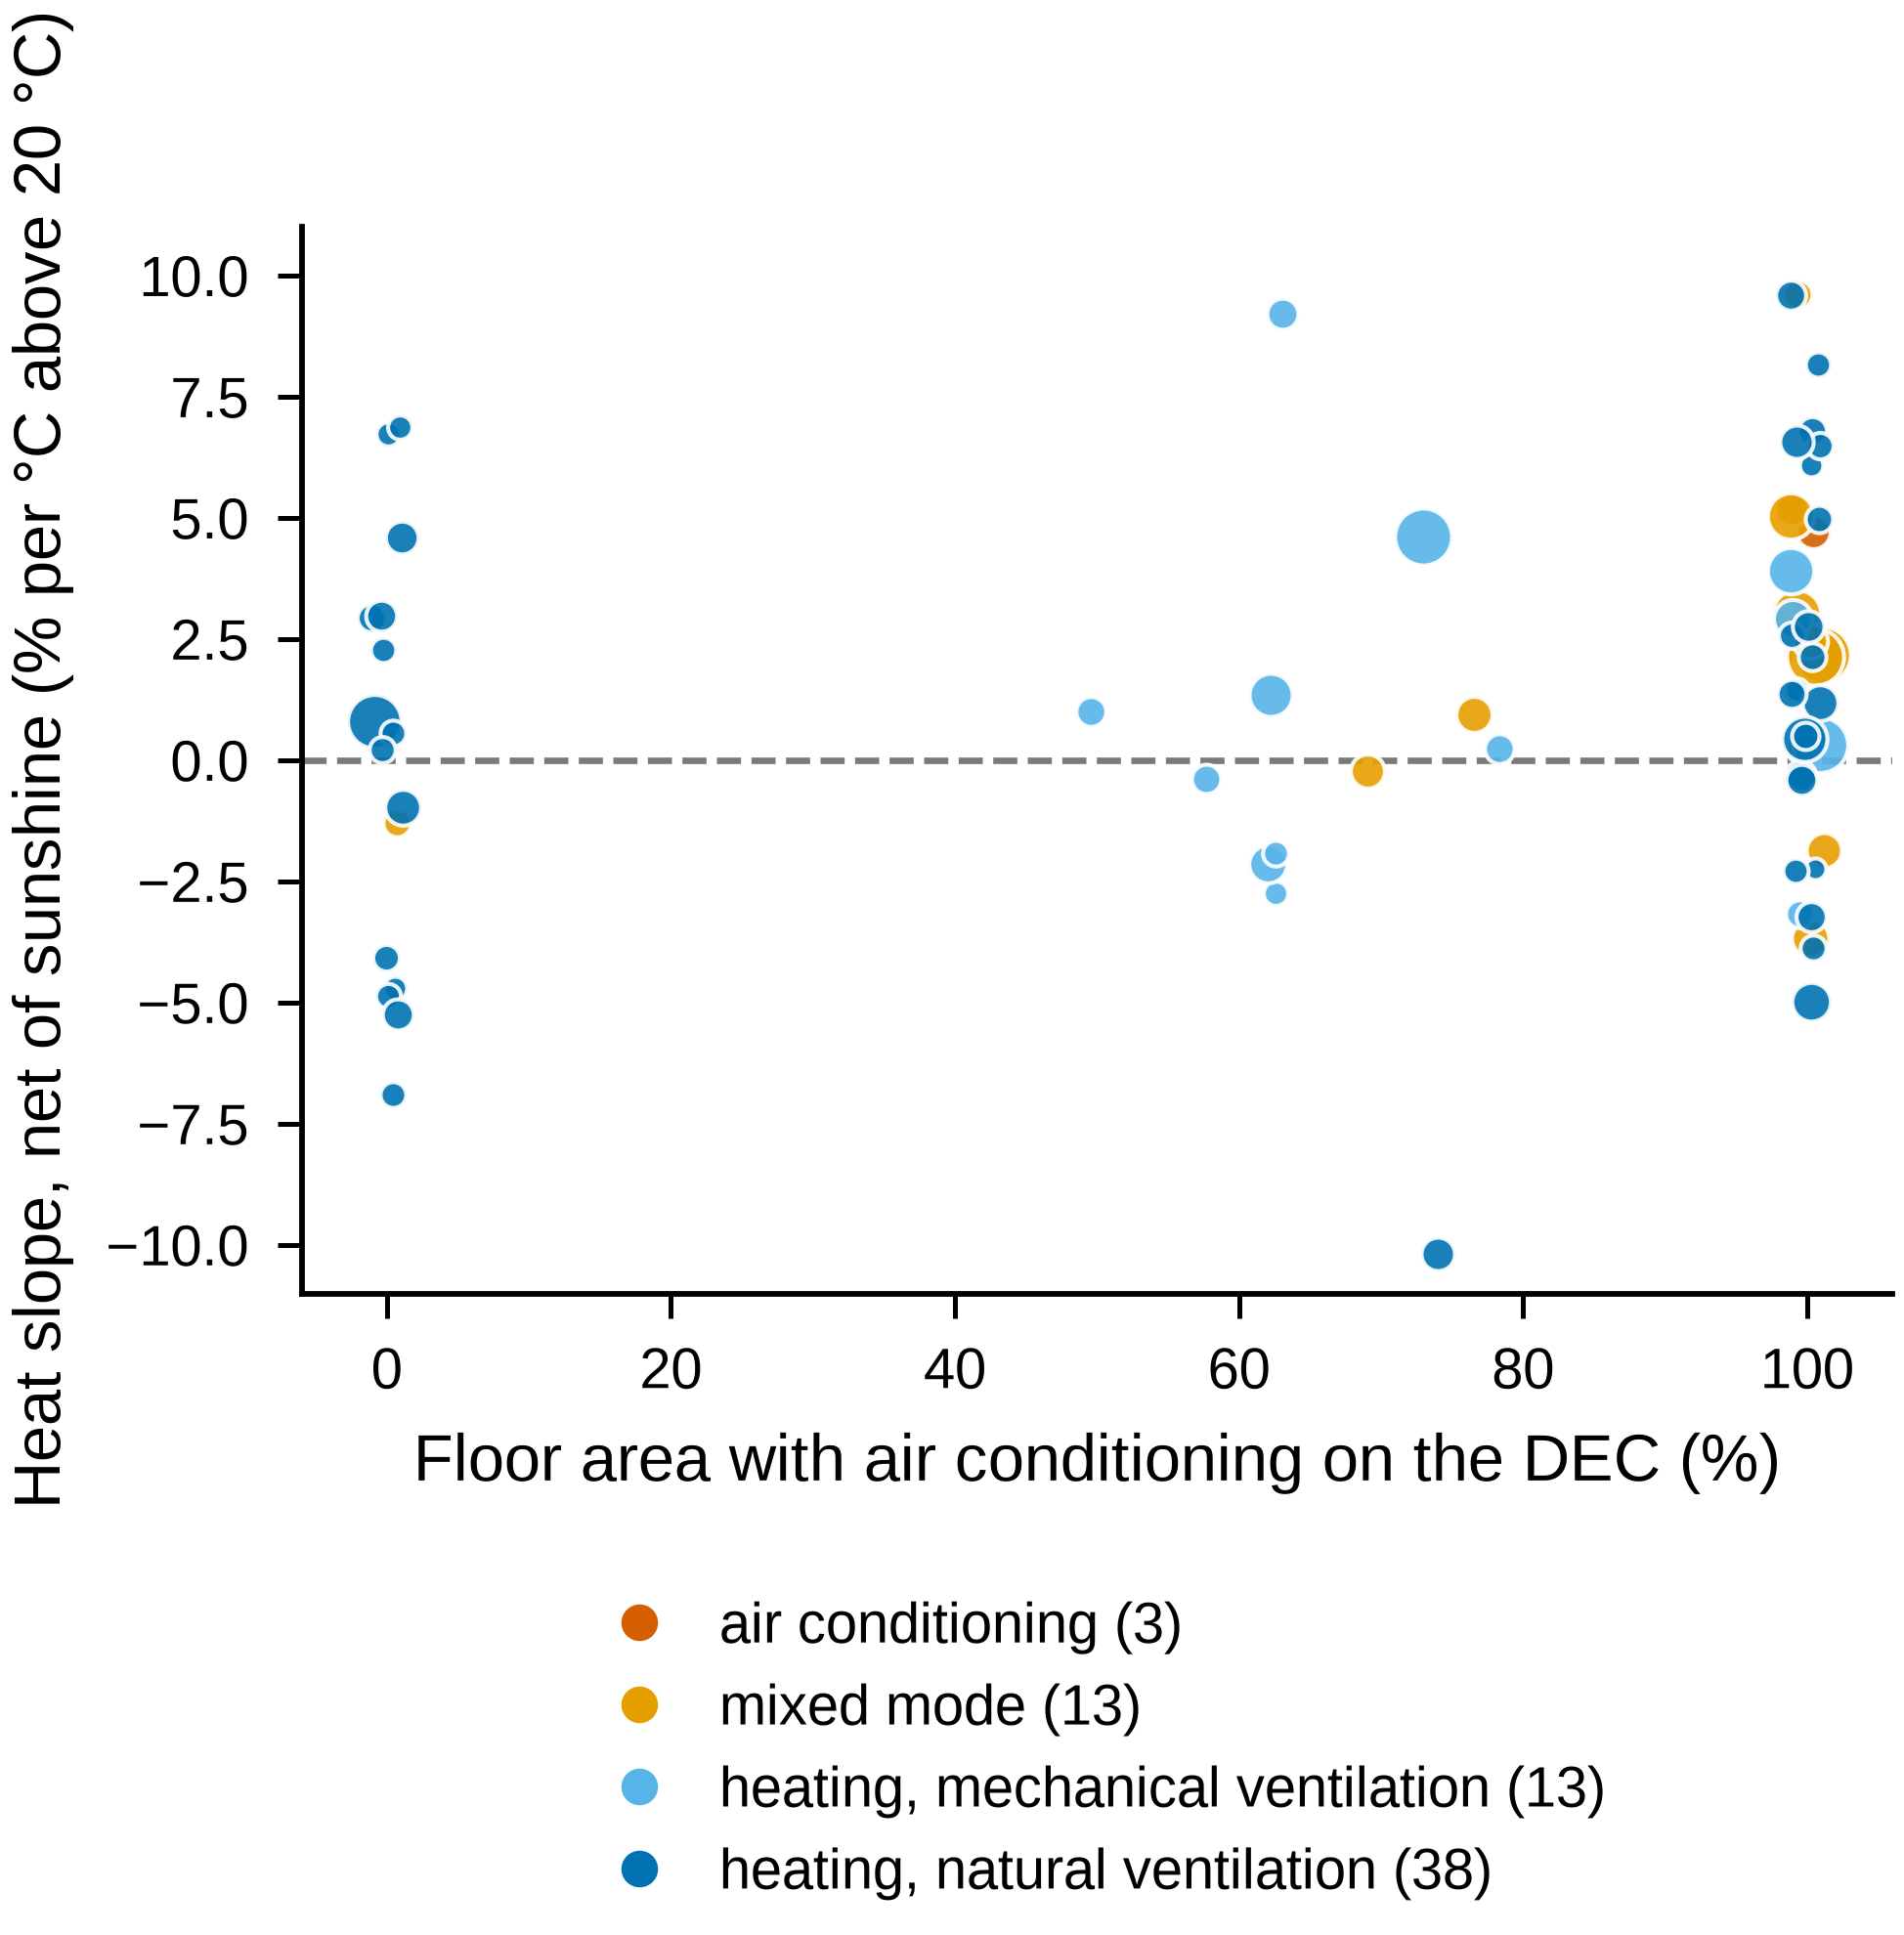 Heat slope, net of sunshine (% per °C above 20 °C)
10.0
7.5
5.0
2.5
0.0
−2.5
−5.0
−7.5
−10.0
0 20 40 60 80 100
Floor area with air conditioning on the DEC (%)
air conditioning (3)
mixed mode (13)
heating, mechanical ventilation (13)
heating, natural ventilation (38)